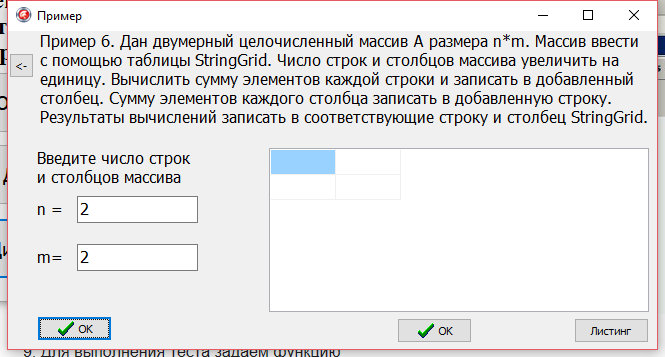 Пример
Пример 6. Дан двумерный целочисленный массив А размера n*m. Массив ввести
<-
с помощью таблицы StringGrid. Число строк и столбцов массива увеличить на
единицу. Вычислить сумму элементов каждой строки и записать в добавленный
столбец. Сумму элементов каждого столбца записать в добавленную строку.
Результаты вычислений записать в соответствующие строку и столбец StringGrid.
Введите число строк
и столбцов массива
n = 2
m= 2
OK
OK
Листинг
9. Для выполнения теста задаем функцию